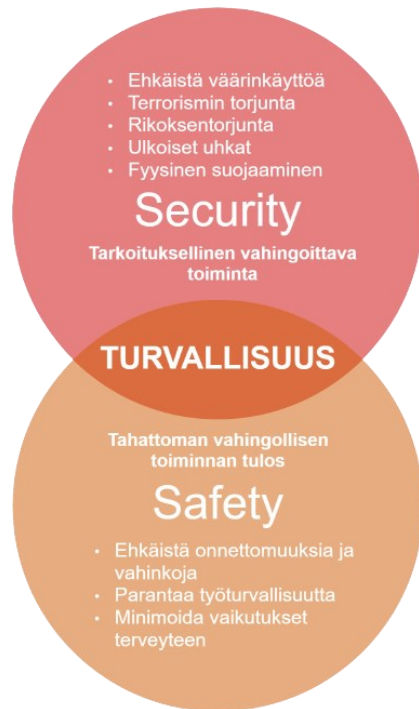 • Ehkäistä väärinkäyttöä
• Terrorismin torjunta
• Rikoksentorjunta
• Ulkoiset uhkat
• Fyysinen suojaaminen
Security
Tarkoituksellinen vahingoittava
toiminta
TURVALLISUUS
Tahattoman vahingollisen
toiminnan tulos
Safety
• Ehkäistä onnettomuuksia ja
vahinkoja
• Parantaa työturvallisuutta
• Minimoida vaikutukset
terveyteen